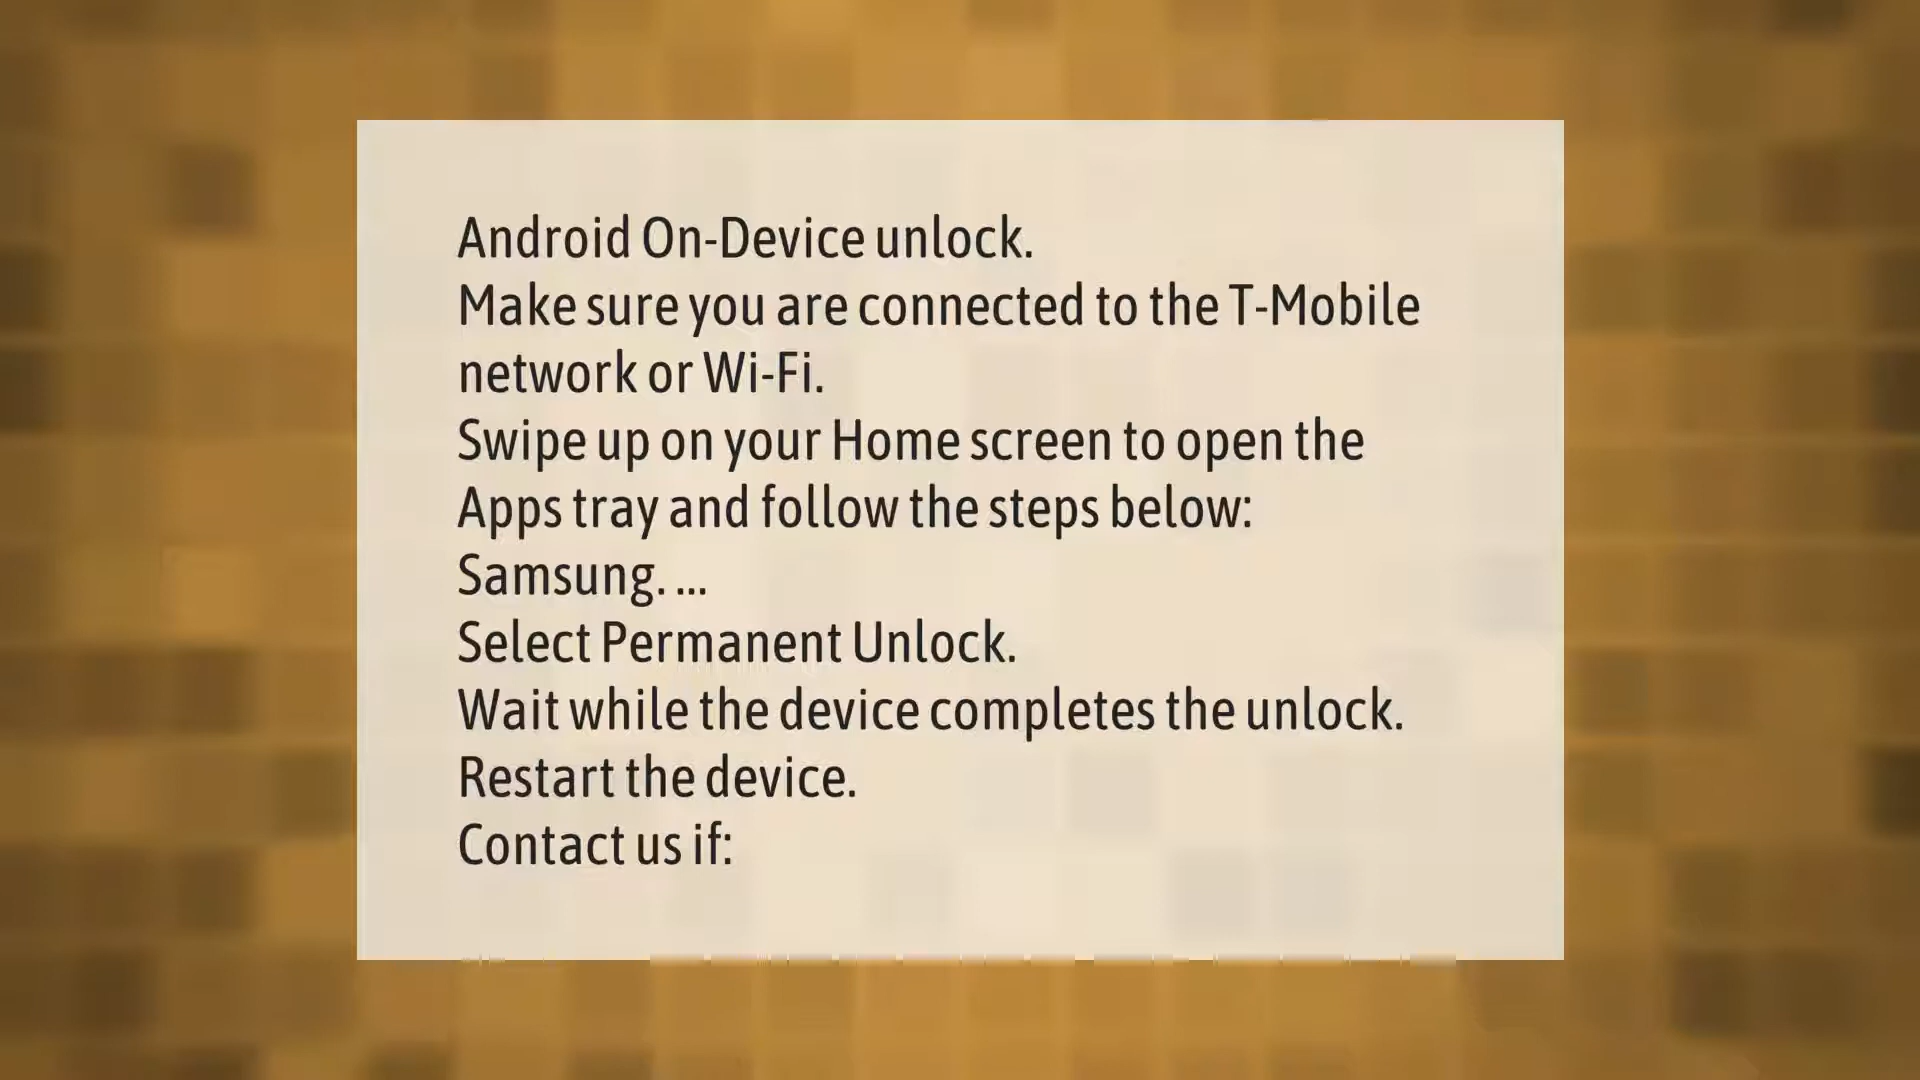 Android On-Device unlock.
Make sure you are connected to the T-Mobile
network or Wi-Fi.
Swipe up on your Home screen to open the
Apps tray and follow the steps below:
Samsung. ...
Select Permanent Unlock.
Wait while the device completes the unlock.
Restart the device.
Contact us if: